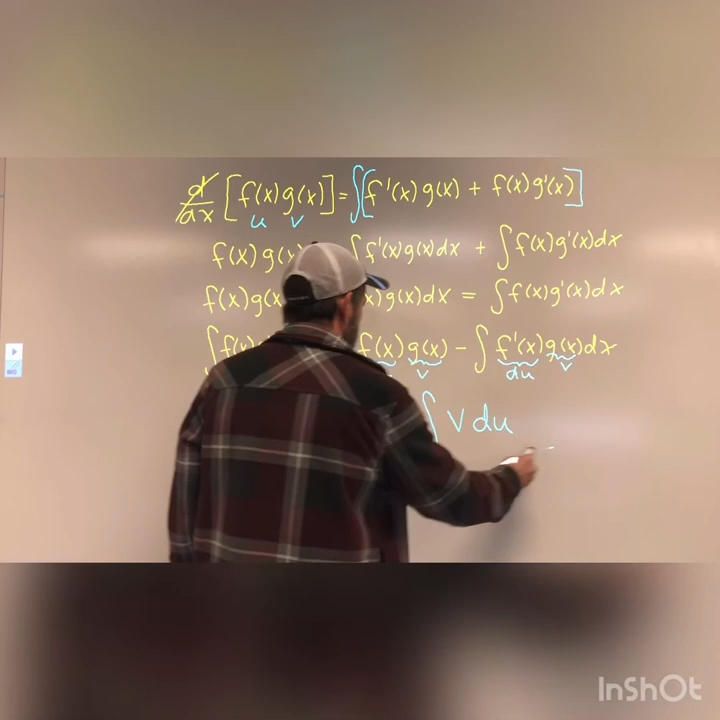 d/dx [f(x)g(x)] = ∫[f'(x)g(x) + f(x)g'(x)]
u v
f(x)g(x ∫f'(x)g(x)dx + ∫f(x)g'(x)dx
f(x)g(x (x)g(x)dx = ∫f(x)g'(x)dx
∫f(x) f(x)g(x) - ∫f'(x)g(x)dx
v du v
∫v du
InShOt